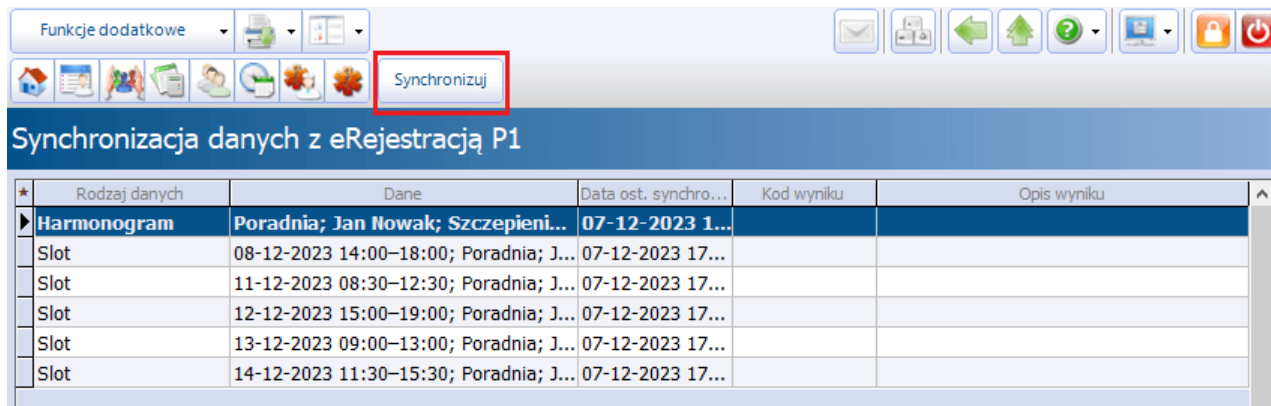 Funkcje dodatkowe
Synchronizuj
Synchronizacja danych z eRejestracją P1
Rodzaj danych Dane Data ost. synchro... Kod wyniku Opis wyniku
Harmonogram Poradnia; Jan Nowak; Szczepieni... 07-12-2023 1...
Slot 08-12-2023 14:00–18:00; Poradnia; J... 07-12-2023 17...
Slot 11-12-2023 08:30–12:30; Poradnia; J... 07-12-2023 17...
Slot 12-12-2023 15:00–19:00; Poradnia; J... 07-12-2023 17...
Slot 13-12-2023 09:00–13:00; Poradnia; J... 07-12-2023 17...
Slot 14-12-2023 11:30–15:30; Poradnia; J... 07-12-2023 17...